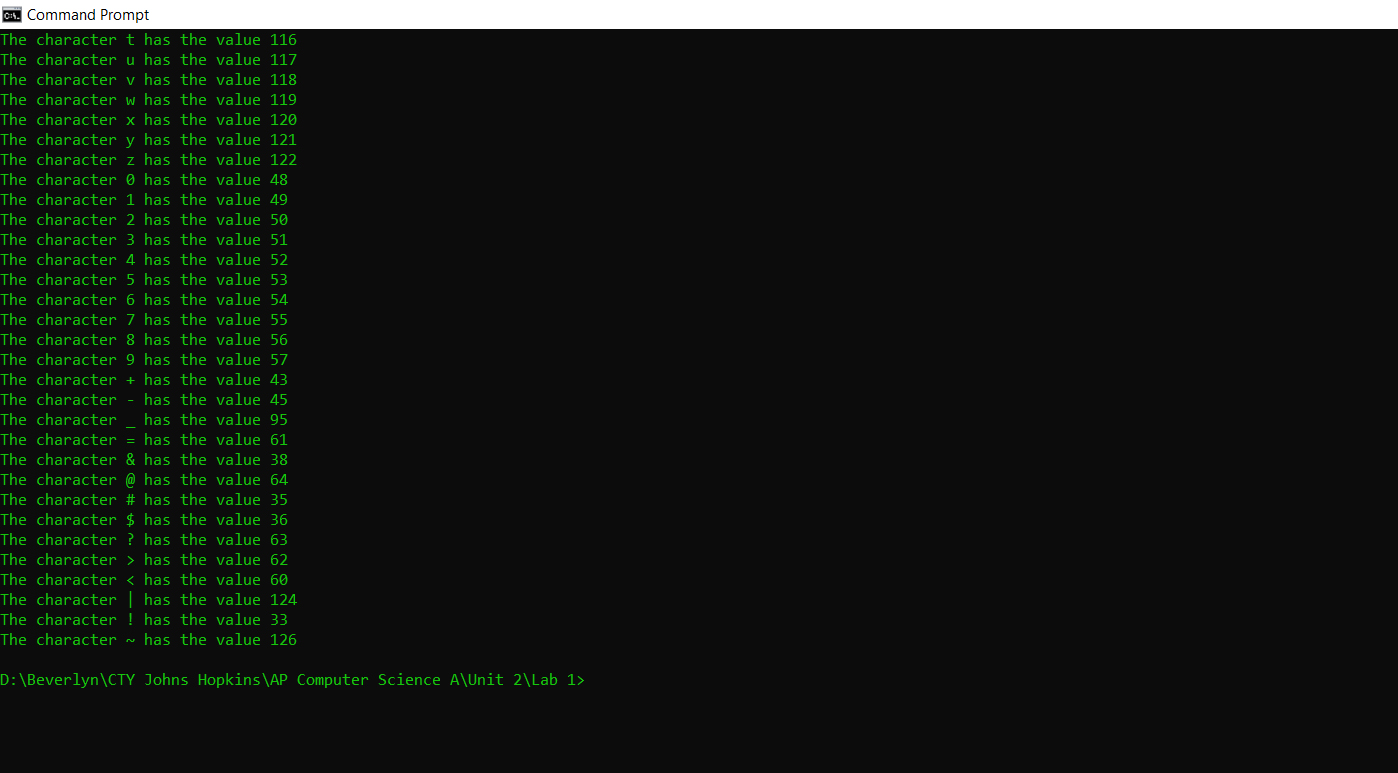 Command Prompt
The character t has the value 116
The character u has the value 117
The character v has the value 118
The character w has the value 119
The character x has the value 120
The character y has the value 121
The character z has the value 122
The character 0 has the value 48
The character 1 has the value 49
The character 2 has the value 50
The character 3 has the value 51
The character 4 has the value 52
The character 5 has the value 53
The character 6 has the value 54
The character 7 has the value 55
The character 8 has the value 56
The character 9 has the value 57
The character + has the value 43
The character - has the value 45
The character _ has the value 95
The character = has the value 61
The character & has the value 38
The character @ has the value 64
The character # has the value 35
The character $ has the value 36
The character ? has the value 63
The character > has the value 62
The character < has the value 60
The character | has the value 124
The character ! has the value 33
The character ~ has the value 126
D:\Beverlyn\CTY Johns Hopkins\AP Computer Science A\Unit 2\Lab 1>